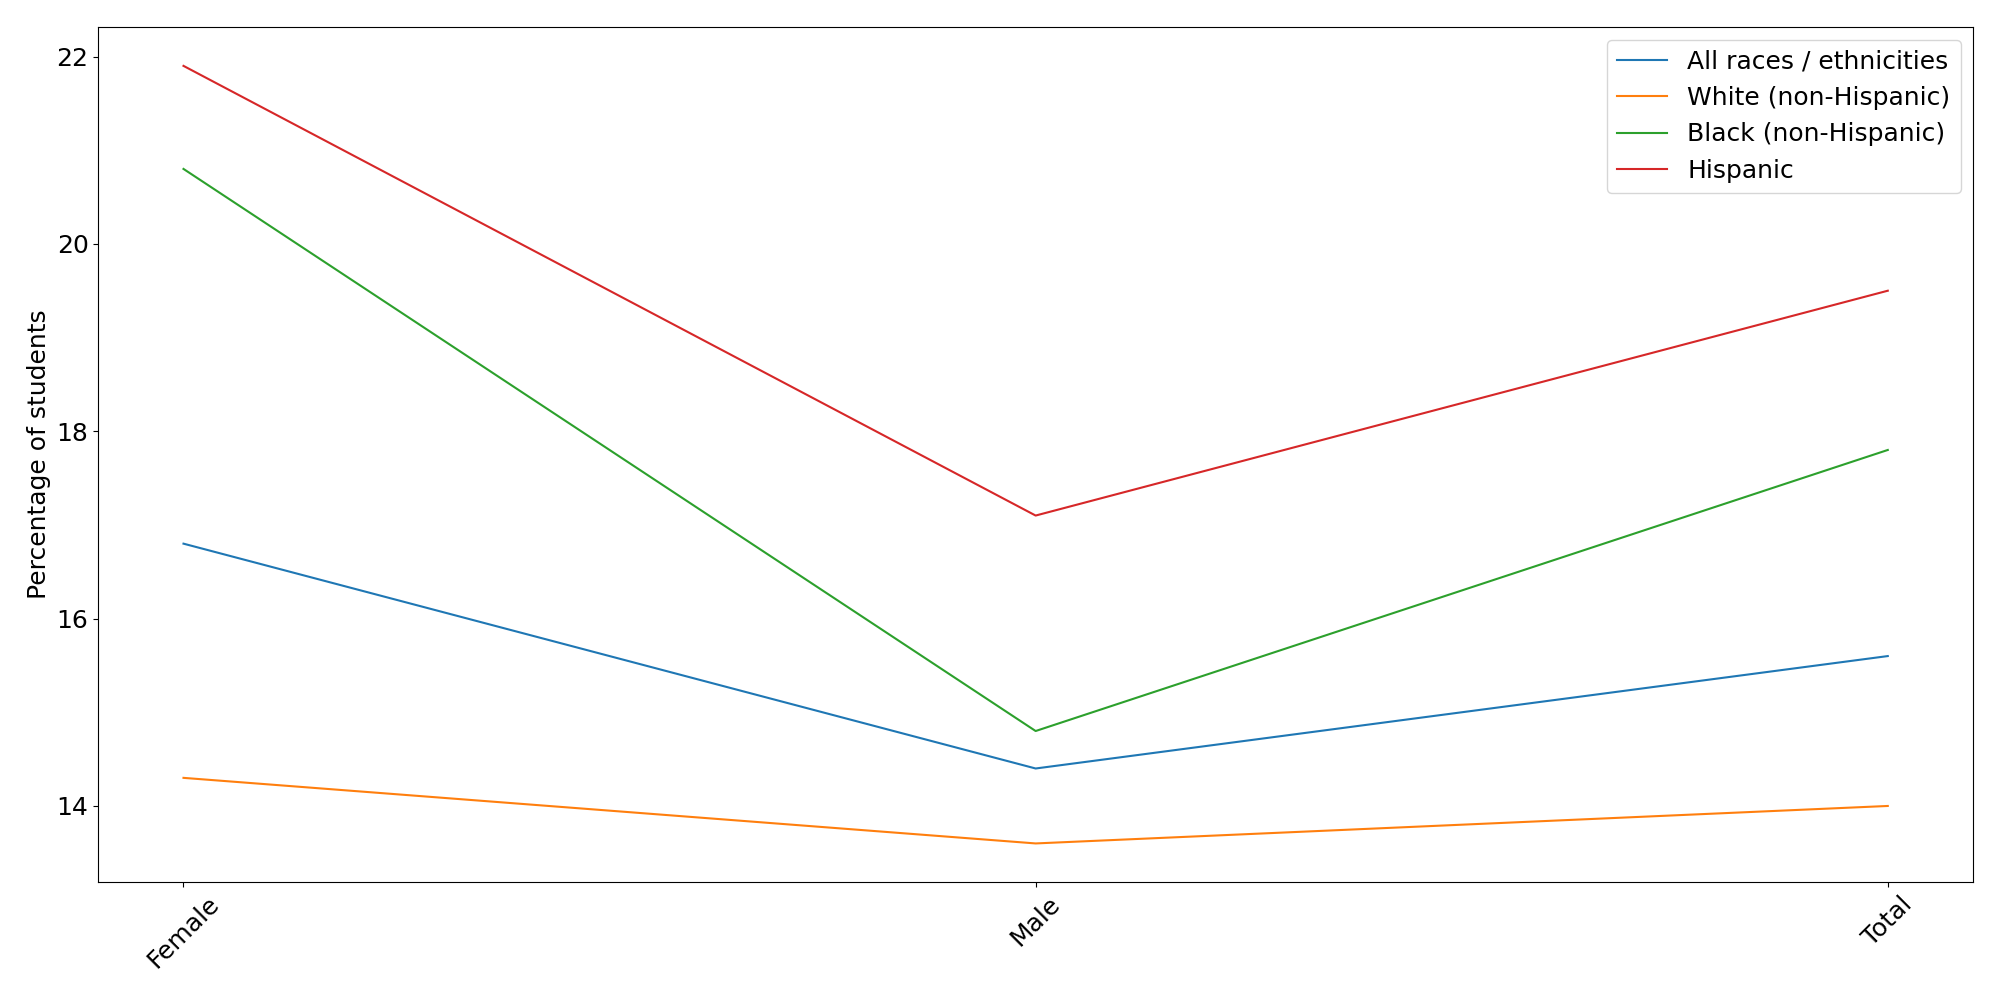 22
20
18
16
14
Percentage of students
Female
Male
Total
All races / ethnicities
White (non-Hispanic)
Black (non-Hispanic)
Hispanic